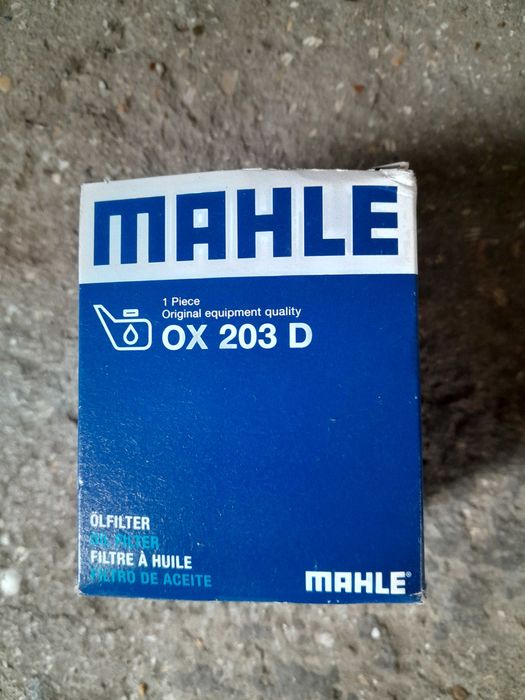 MAHLE
1 Piece
Original equipment quality
OX 203 D
ÖLFILTER
OIL FILTER
FILTRE À HUILE
FILTRO DE ACEITE
MAHLE®